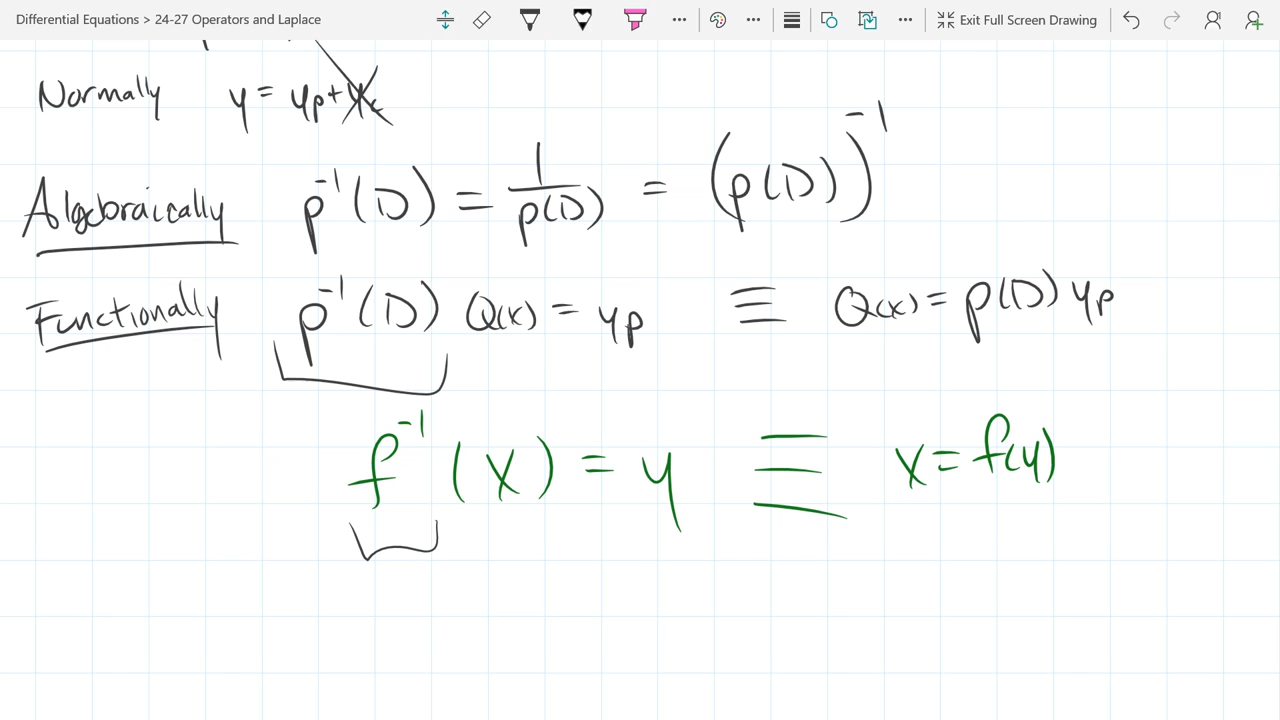 Differential Equations > 24-27 Operators and Laplace
Exit Full Screen Drawing
Normally y = yp + yc
Algebraically p⁻¹(D) = 1/p(D) = (p(D))⁻¹
Functionally p⁻¹(D) Q(x) = yp ≡ Q(x) = p(D) yp
f⁻¹(x) = y ≡ x = f(y)